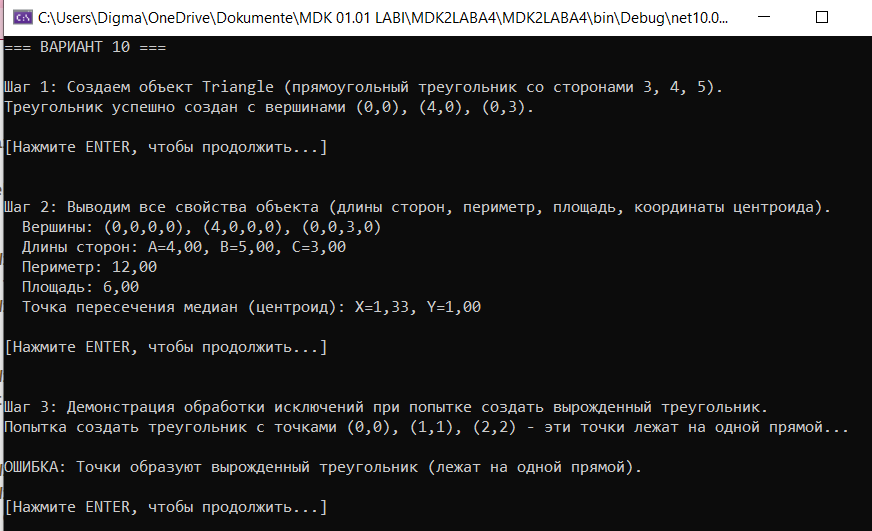 C:\Users\Digma\OneDrive\Dokumente\MDK 01.01 LABI\MDK2LABA4\MDK2LABA4\bin\Debug\net10.0...
=== ВАРИАНТ 10 ===
Шаг 1: Создаем объект Triangle (прямоугольный треугольник со сторонами 3, 4, 5).
Треугольник успешно создан с вершинами (0,0), (4,0), (0,3).
[Нажмите ENTER, чтобы продолжить...]
Шаг 2: Выводим все свойства объекта (длины сторон, периметр, площадь, координаты центроида).
Вершины: (0,0,0,0), (4,0,0,0), (0,0,3,0)
Длины сторон: A=4,00, B=5,00, C=3,00
Периметр: 12,00
Площадь: 6,00
Точка пересечения медиан (центроид): X=1,33, Y=1,00
[Нажмите ENTER, чтобы продолжить...]
Шаг 3: Демонстрация обработки исключений при попытке создать вырожденный треугольник.
Попытка создать треугольник с точками (0,0), (1,1), (2,2) - эти точки лежат на одной прямой...
ОШИБКА: Точки образуют вырожденный треугольник (лежат на одной прямой).
[Нажмите ENTER, чтобы продолжить...]